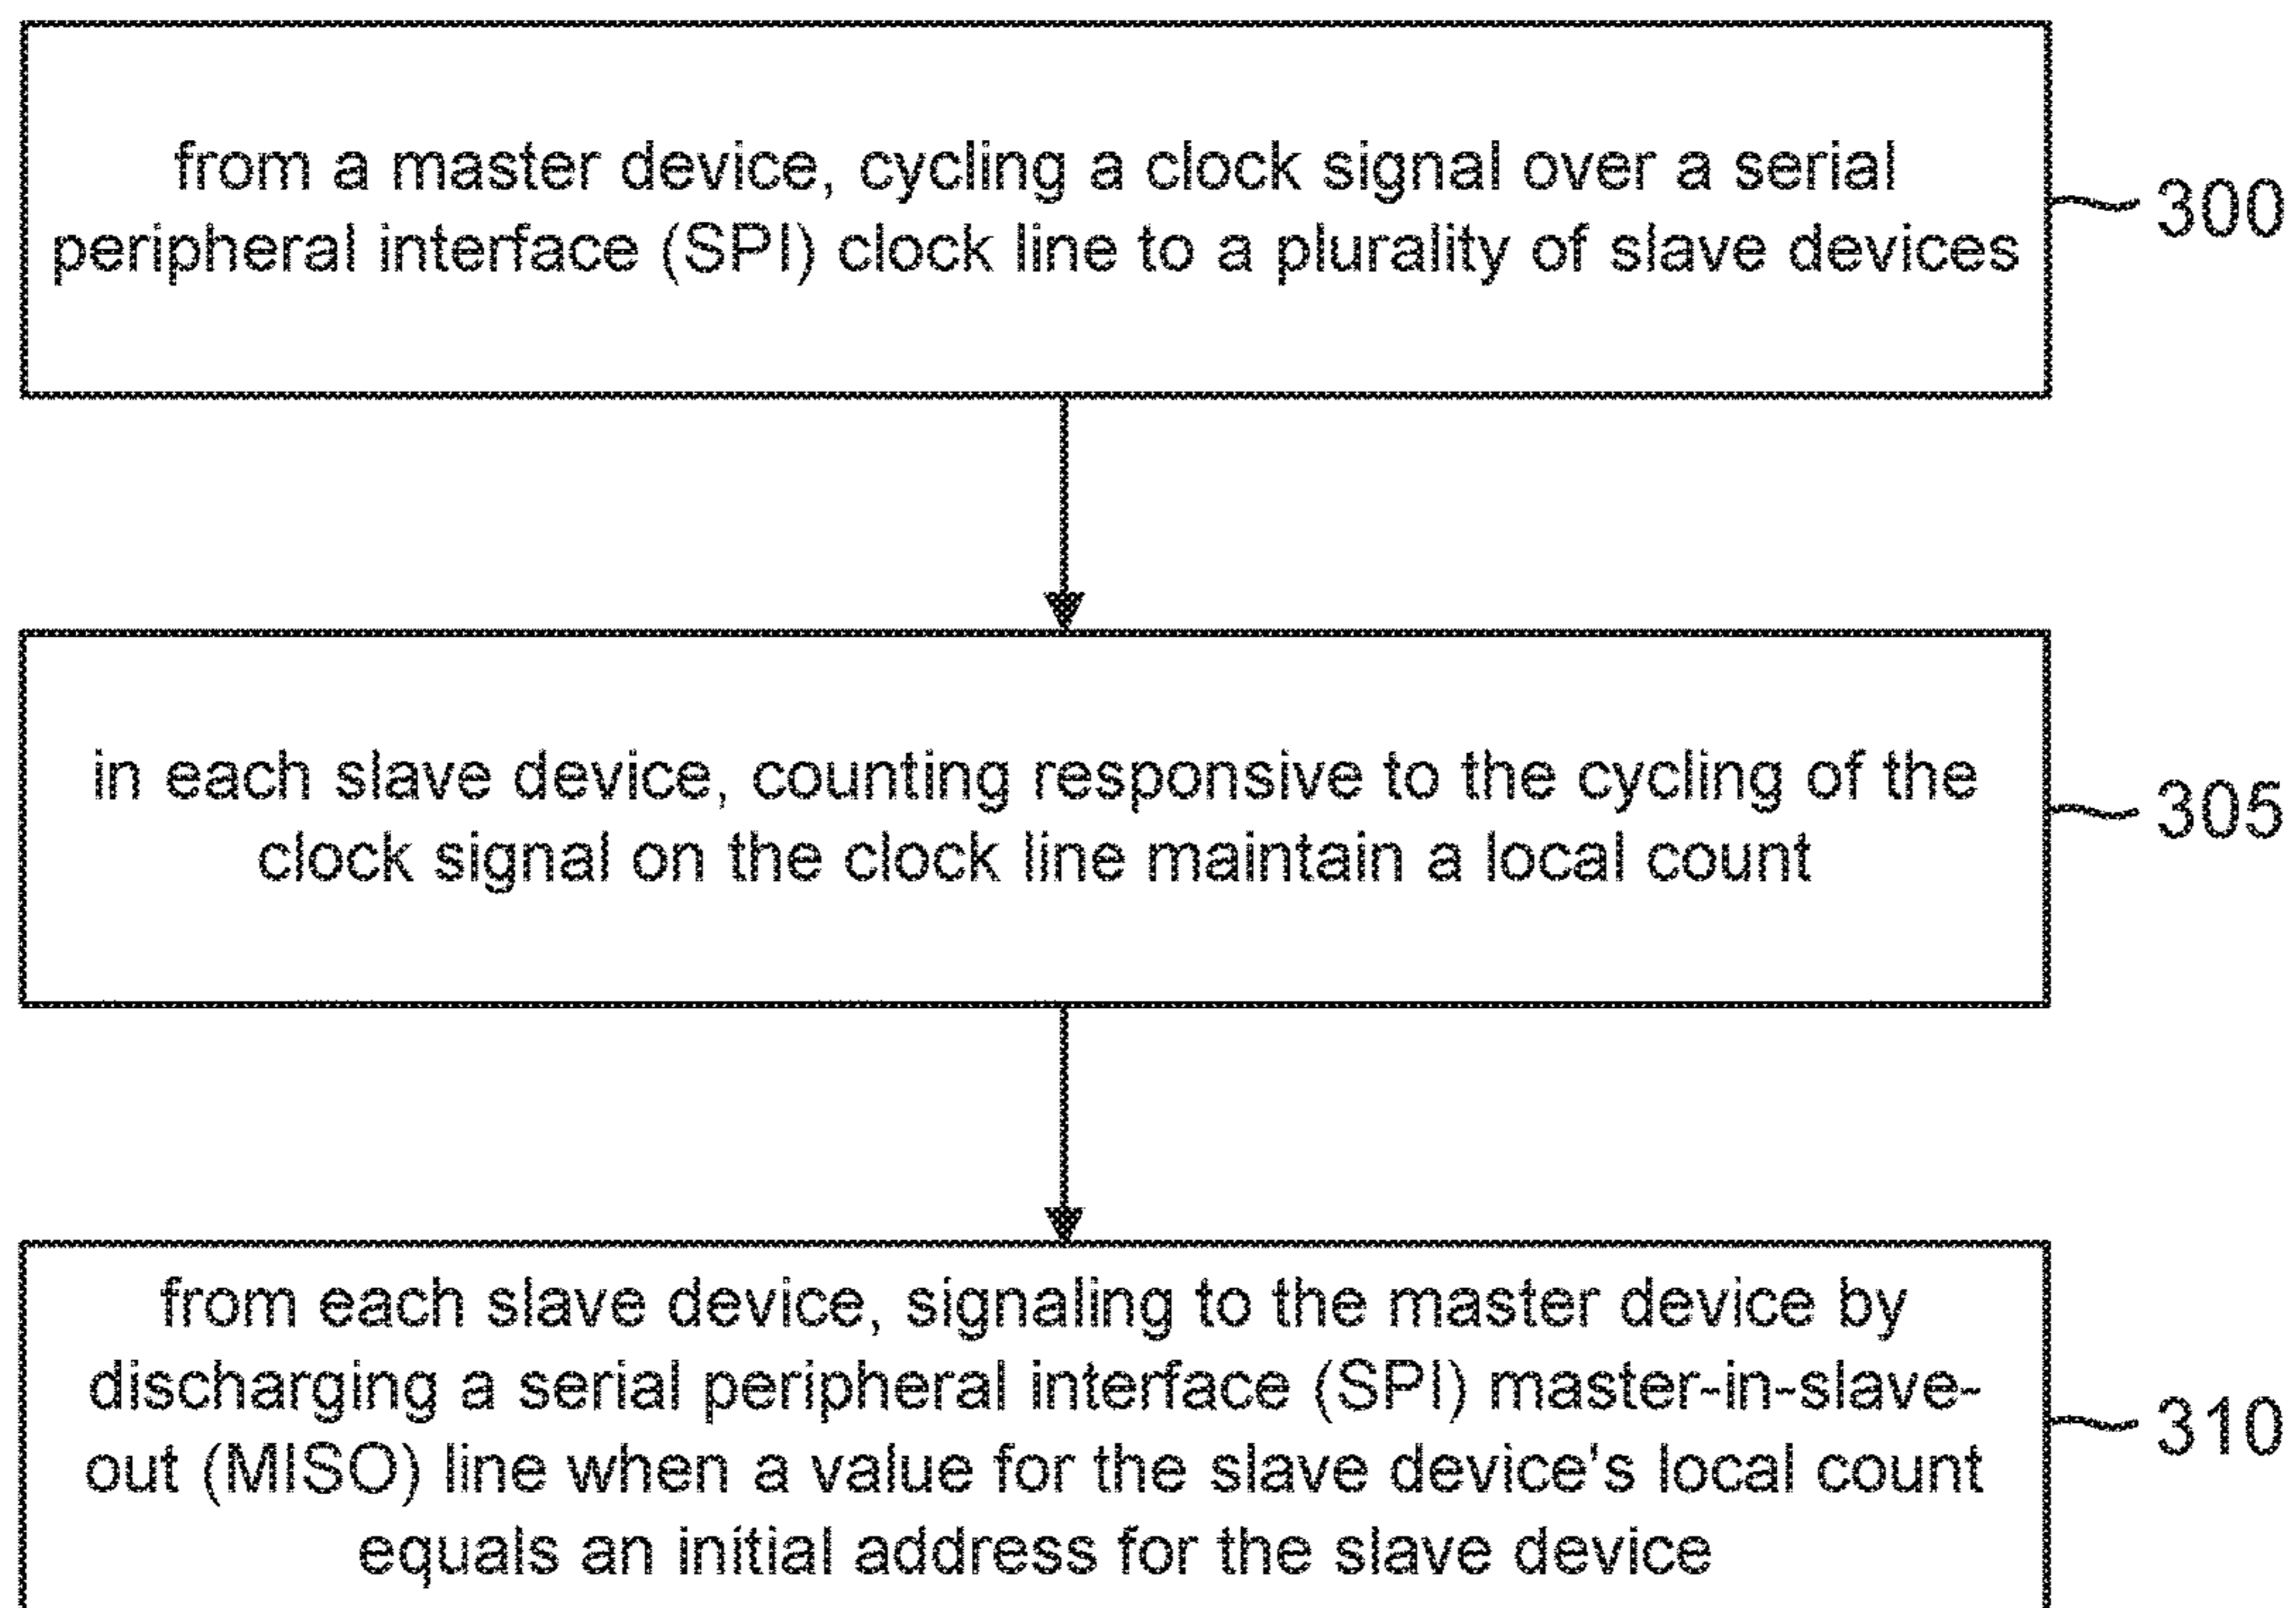 from a master device, cycling a clock signal over a serial
peripheral interface (SPI) clock line to a plurality of slave devices
300
in each slave device, counting responsive to the cycling of the
clock signal on the clock line maintain a local count
305
from each slave device, signaling to the master device by
discharging a serial peripheral interface (SPI) master-in-slave-
out (MISO) line when a value for the slave device's local count
equals an initial address for the slave device
310